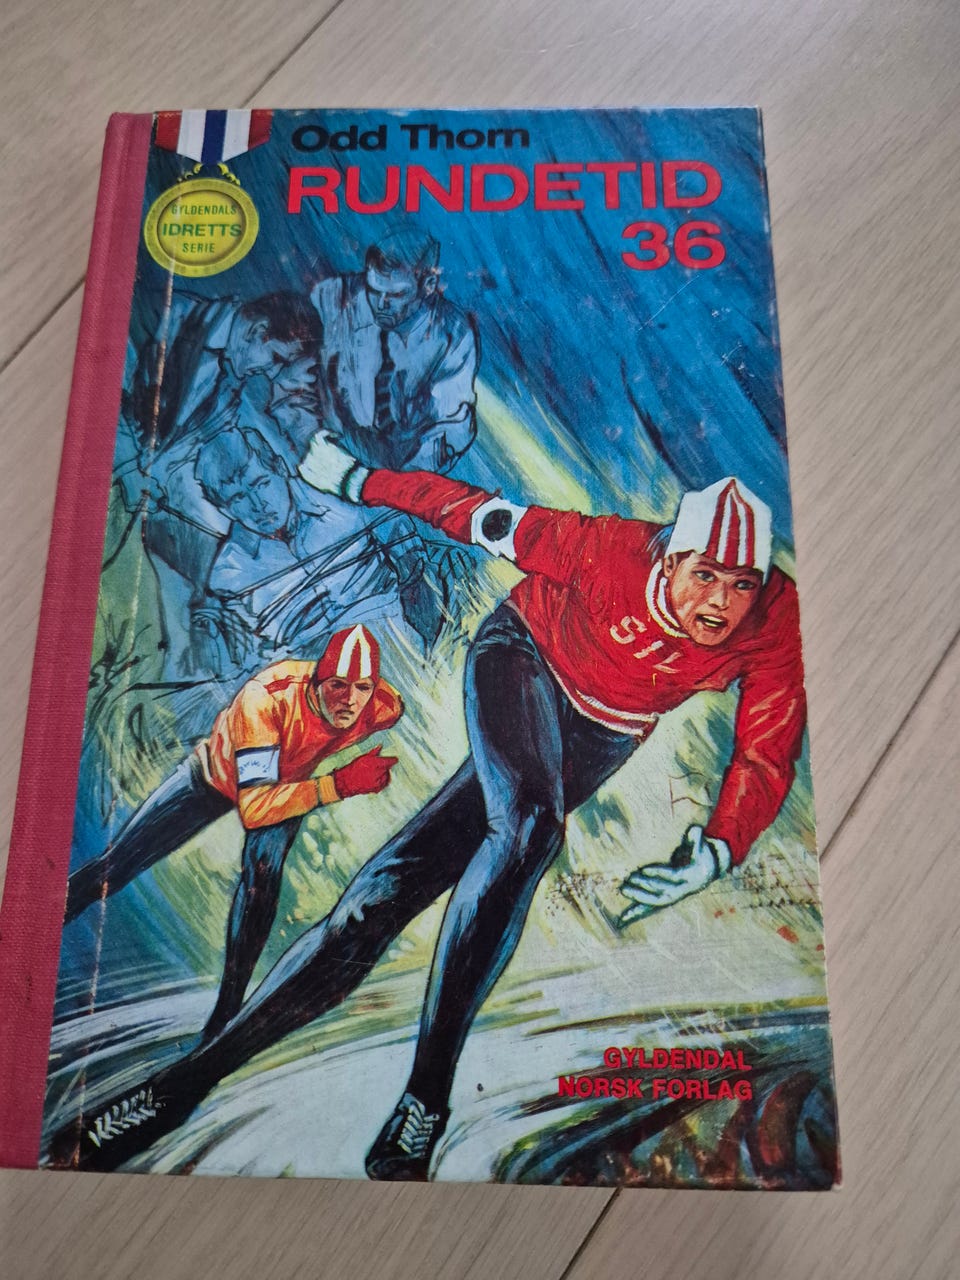 Odd Thorn
RUNDETID
36
GYLDENDALS
IDRETTS
SERIE
SIL
GYLDENDAL
NORSK FORLAG